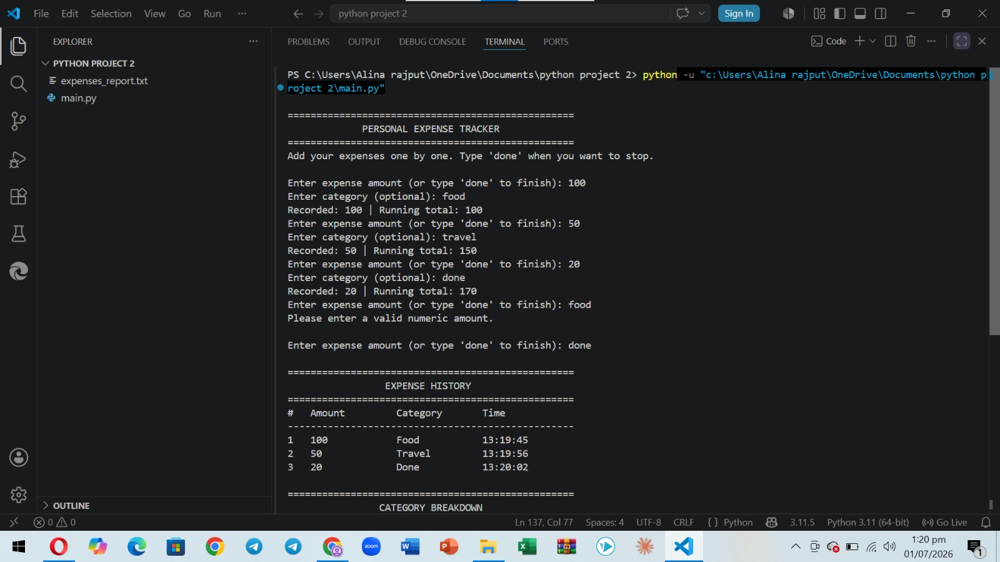 File Edit Selection View Go Run ··· python project 2 Sign In
EXPLORER ···
PYTHON PROJECT 2
expenses_report.txt
main.py
OUTLINE
PROBLEMS OUTPUT DEBUG CONSOLE TERMINAL PORTS Code ···
PS C:\Users\Alina rajput\OneDrive\Documents\python project 2> python -u "c:\Users\Alina rajput\OneDrive\Documents\python p
roject 2\main.py"
==================================================
PERSONAL EXPENSE TRACKER
==================================================
Add your expenses one by one. Type 'done' when you want to stop.
Enter expense amount (or type 'done' to finish): 100
Enter category (optional): food
Recorded: 100 | Running total: 100
Enter expense amount (or type 'done' to finish): 50
Enter category (optional): travel
Recorded: 50 | Running total: 150
Enter expense amount (or type 'done' to finish): 20
Enter category (optional): done
Recorded: 20 | Running total: 170
Enter expense amount (or type 'done' to finish): food
Please enter a valid numeric amount.
Enter expense amount (or type 'done' to finish): done
==================================================
EXPENSE HISTORY
==================================================
# Amount Category Time
--------------------------------------------------
1 100 Food 13:19:45
2 50 Travel 13:19:56
3 20 Done 13:20:02
==================================================
CATEGORY BREAKDOWN
0 0 Ln 137, Col 77 Spaces: 4 UTF-8 CRLF { } Python 3.11.5 Python 3.11 (64-bit) Go Live
zoom W P X 1:20 pm
01/07/2026 1